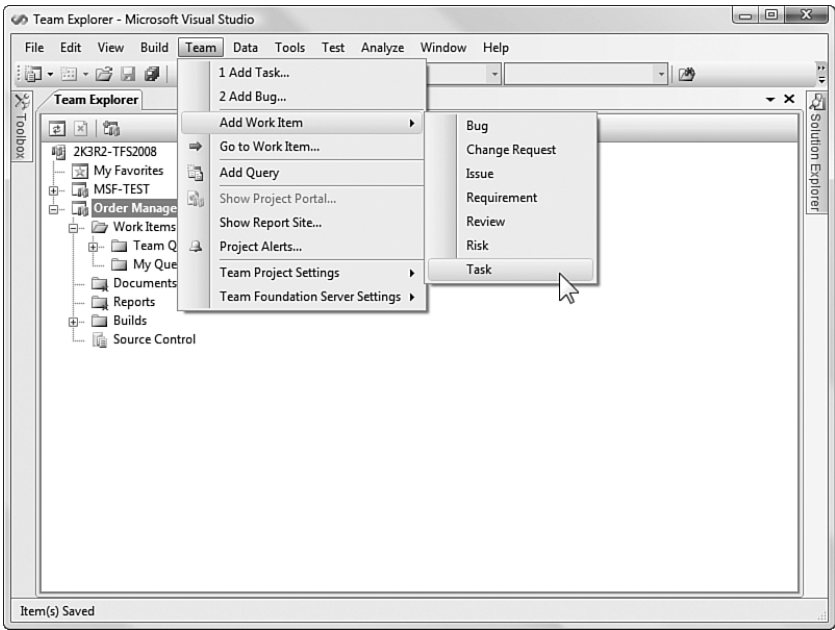 Team Explorer - Microsoft Visual Studio
File Edit View Build Team Data Tools Test Analyze Window Help
Team Explorer
Toolbox
Solution Explorer
2K3R2-TFS2008
My Favorites
MSF-TEST
Order Manage
Work Items
Team Q
My Que
Documents
Reports
Builds
Source Control
1 Add Task...
2 Add Bug...
Add Work Item
Go to Work Item...
Add Query
Show Project Portal...
Show Report Site...
Project Alerts...
Team Project Settings
Team Foundation Server Settings
Bug
Change Request
Issue
Requirement
Review
Risk
Task
Item(s) Saved